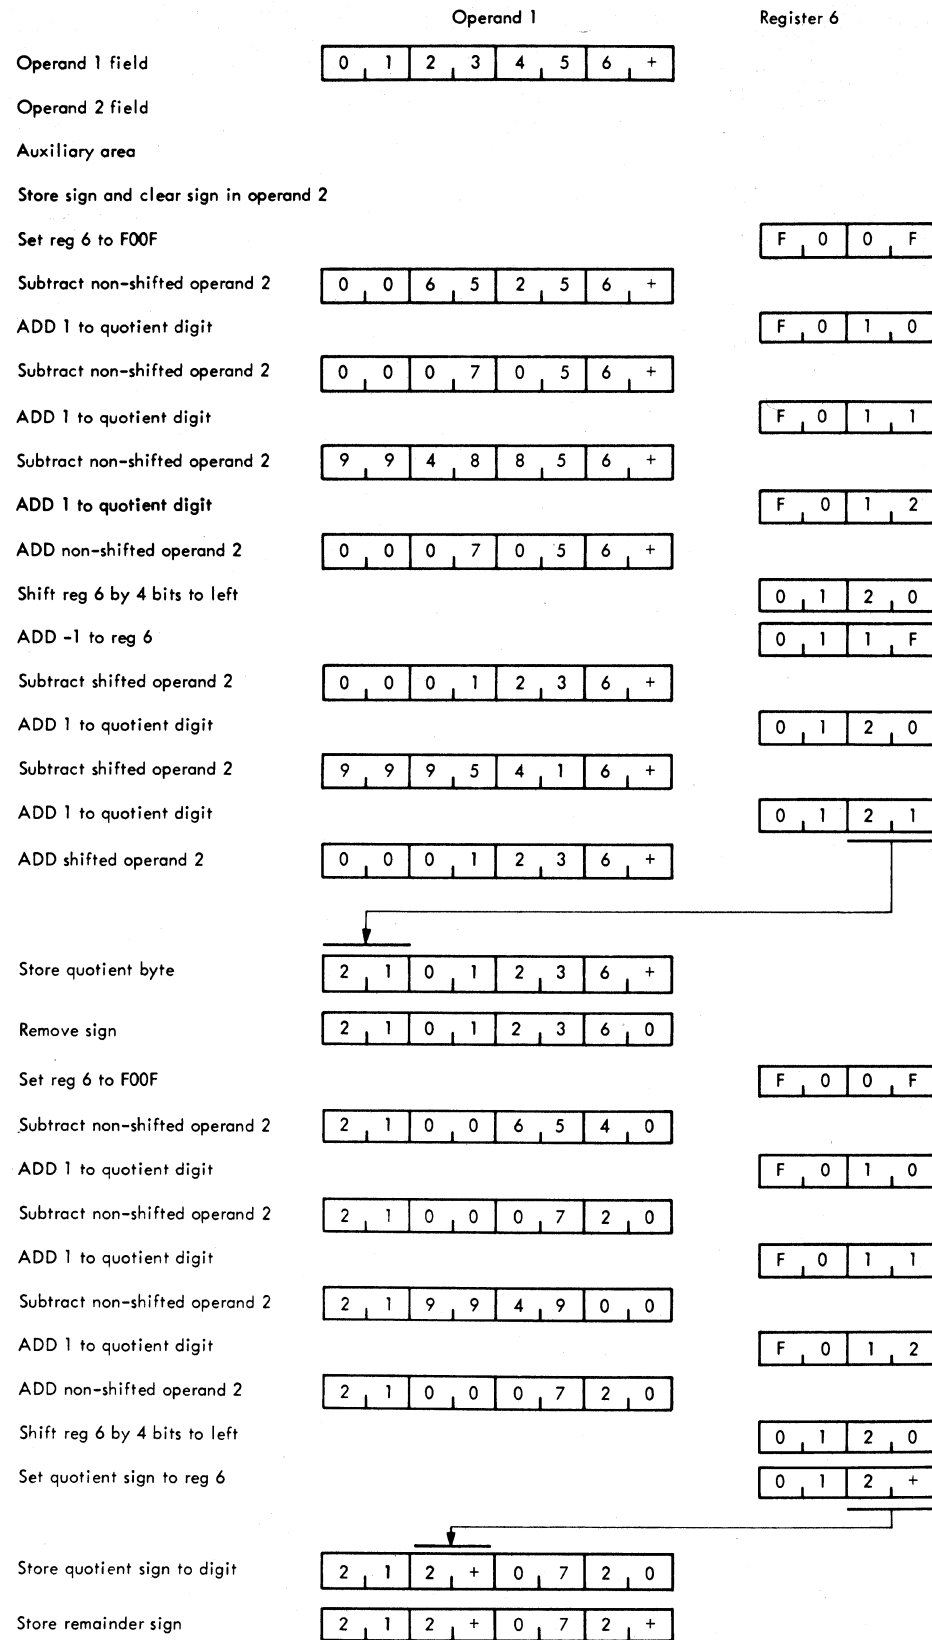 Operand 1 Register 6
Operand 1 field 0 1 2 3 4 5 6 +
Operand 2 field
Auxiliary area
Store sign and clear sign in operand 2
Set reg 6 to F00F F 0 0 F
Subtract non-shifted operand 2 0 0 6 5 2 5 6 +
ADD 1 to quotient digit F 0 1 0
Subtract non-shifted operand 2 0 0 0 7 0 5 6 +
ADD 1 to quotient digit F 0 1 1
Subtract non-shifted operand 2 9 9 4 8 8 5 6 +
ADD 1 to quotient digit F 0 1 2
ADD non-shifted operand 2 0 0 0 7 0 5 6 +
Shift reg 6 by 4 bits to left 0 1 2 0
ADD -1 to reg 6 0 1 1 F
Subtract shifted operand 2 0 0 0 1 2 3 6 +
ADD 1 to quotient digit 0 1 2 0
Subtract shifted operand 2 9 9 9 5 4 1 6 +
ADD 1 to quotient digit 0 1 2 1
ADD shifted operand 2 0 0 0 1 2 3 6 +
Store quotient byte 2 1 0 1 2 3 6 +
Remove sign 2 1 0 1 2 3 6 0
Set reg 6 to F00F F 0 0 F
Subtract non-shifted operand 2 2 1 0 0 6 5 4 0
ADD 1 to quotient digit F 0 1 0
Subtract non-shifted operand 2 2 1 0 0 0 7 2 0
ADD 1 to quotient digit F 0 1 1
Subtract non-shifted operand 2 2 1 9 9 4 9 0 0
ADD 1 to quotient digit F 0 1 2
ADD non-shifted operand 2 2 1 0 0 0 7 2 0
Shift reg 6 by 4 bits to left 0 1 2 0
Set quotient sign to reg 6 0 1 2 +
Store quotient sign to digit 2 1 2 + 0 7 2 0
Store remainder sign 2 1 2 + 0 7 2 +